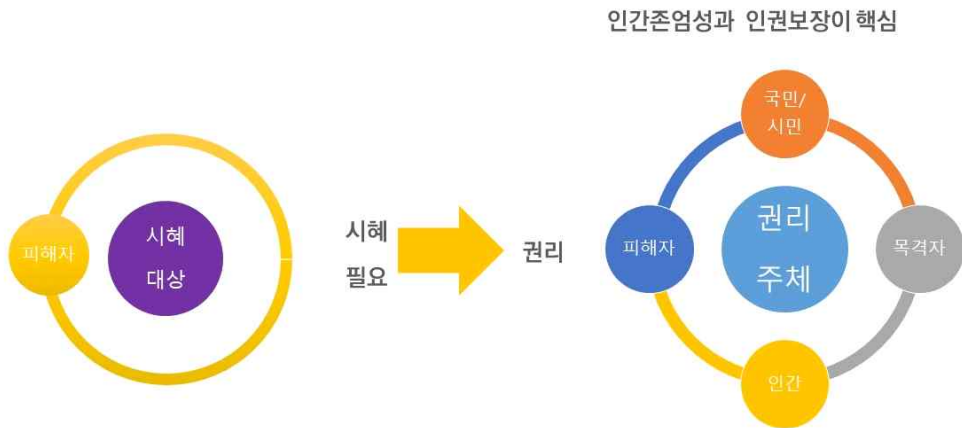 인간존엄성과 인권보장이 핵심
피해자
시혜
대상
시혜
필요
권리
국민/
시민
피해자
권리
주체
목격자
인간